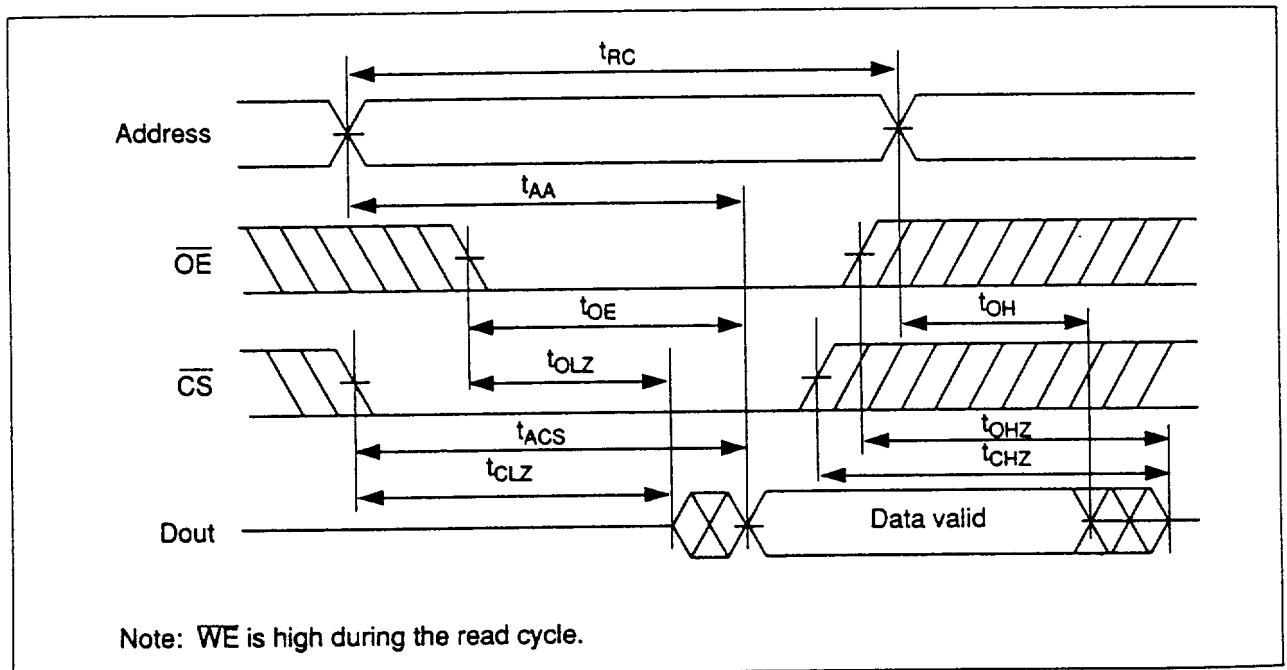 tRC
Address
tAA
OE
tOE
tOH
tOLZ
CS
tOHZ
tACS
tCHZ
tCLZ
Dout
Data valid
Note: WE is high during the read cycle.